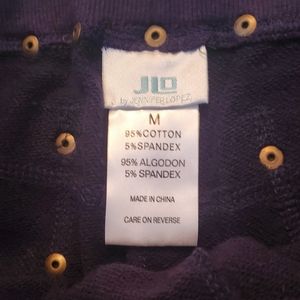 JLO
by JENNIFER LOPEZ
M
95% COTTON
5% SPANDEX
95% ALGODON
5% SPANDEX
MADE IN CHINA
CARE ON REVERSE